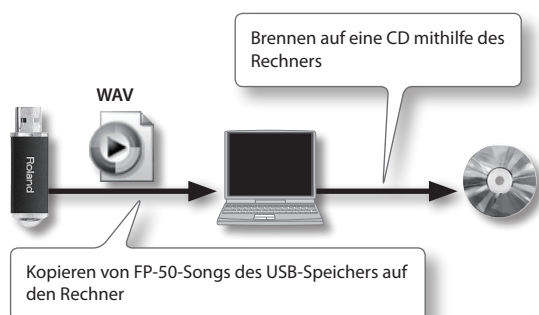 Brennen auf eine CD mithilfe des
Rechners
WAV
Roland
Kopieren von FP-50-Songs des USB-Speichers auf
den Rechner